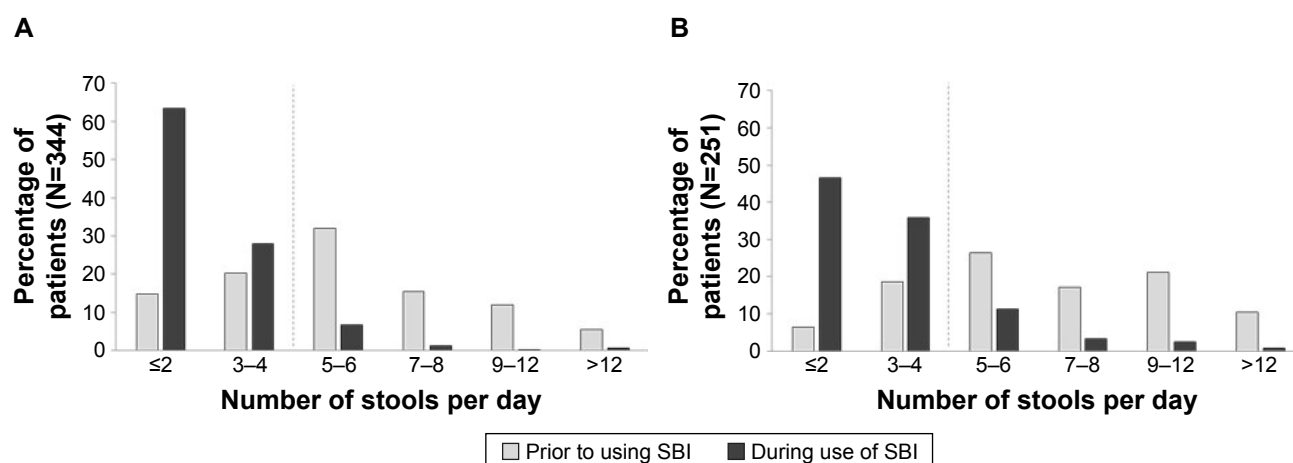 A
Percentage of
patients (N=344)
70
60
50
40
30
20
10
0
≤2 3–4 5–6 7–8 9–12 >12
Number of stools per day
B
Percentage of
patients (N=251)
70
60
50
40
30
20
10
0
≤2 3–4 5–6 7–8 9–12 >12
Number of stools per day
Prior to using SBI During use of SBI